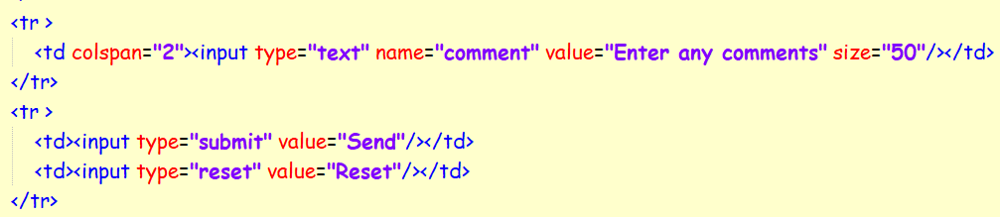 <tr >
<td colspan="2"><input type="text" name="comment" value="Enter any comments" size="50"/></td>
</tr>
<tr >
<td><input type="submit" value="Send"/></td>
<td><input type="reset" value="Reset"/></td>
</tr>